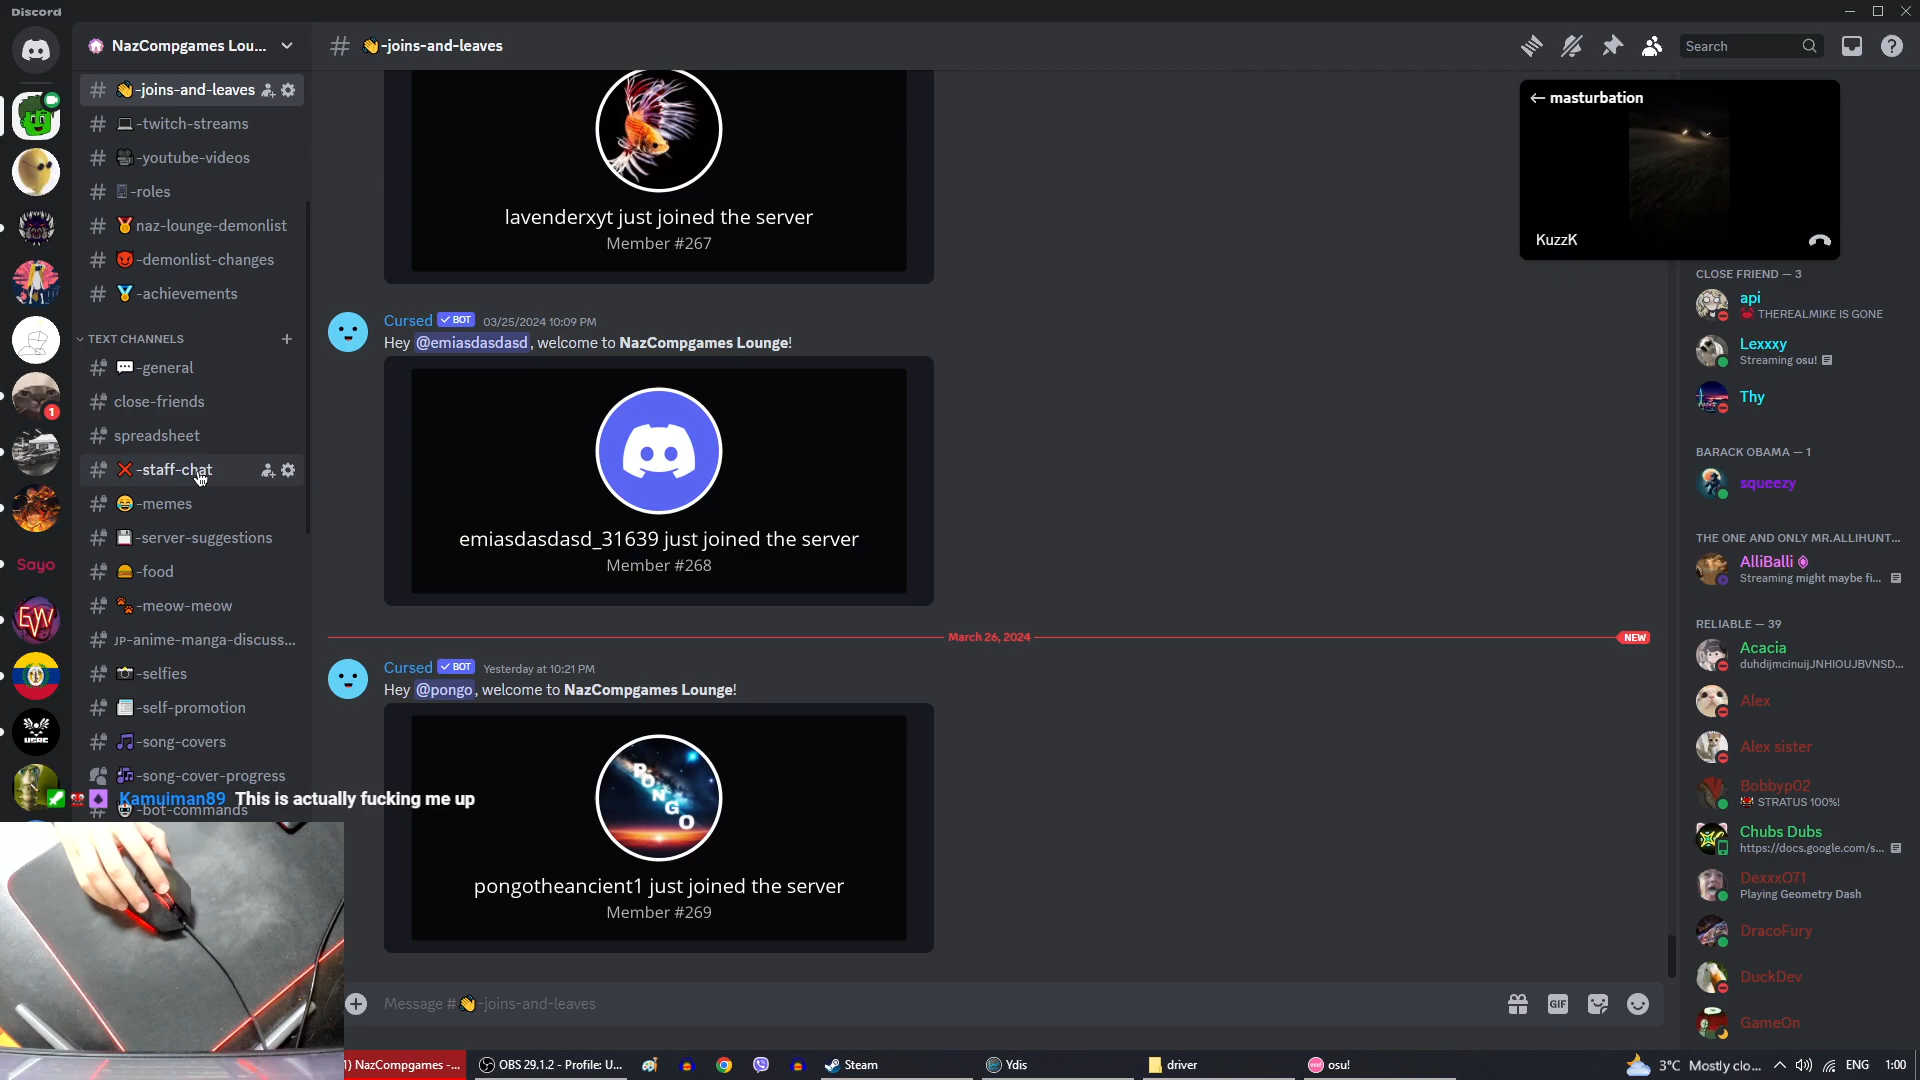 Discord
NazCompgames Lou...
-joins-and-leaves
-twitch-streams
-youtube-videos
-roles
naz-lounge-demonlist
-demonlist-changes
-achievements
TEXT CHANNELS
-general
close-friends
spreadsheet
-staff-chat
-memes
-server-suggestions
-food
-meow-meow
JP-anime-manga-discuss...
-selfies
-self-promotion
-song-covers
-song-cover-progress
-bot-commands
1
Sayo
EW
Kamuiman89 This is actually fucking me up
# -joins-and-leaves
Search
lavenderxyt just joined the server
Member #267
Cursed BOT 03/25/2024 10:09 PM
Hey @emiasdasdasd, welcome to NazCompgames Lounge!
emiasdasdasd_31639 just joined the server
Member #268
March 26, 2024
NEW
Cursed BOT Yesterday at 10:21 PM
Hey @pongo, welcome to NazCompgames Lounge!
PONGO
pongotheancient1 just joined the server
Member #269
Message # -joins-and-leaves
GIF
masturbation
KuzzK
CLOSE FRIEND — 3
api
THEREALMIKE IS GONE
Lexxxy
Streaming osu!
Thy
BARACK OBAMA — 1
squeezy
THE ONE AND ONLY MR.ALLIHUNT...
AlliBalli
Streaming might maybe fi...
RELIABLE — 39
Acacia
duhdijmcinuijJNHIOUJBVNSD...
Alex
Alex sister
Bobbyp02
STRATUS 100%!
Chubs Dubs
https://docs.google.com/s...
DexxxO71
Playing Geometry Dash
DracoFury
DuckDev
GameOn
1) NazCompgames -...
OBS 29.1.2 - Profile: U...
Steam
Ydis
driver
osu!
3°C Mostly clo...
ENG
1:00